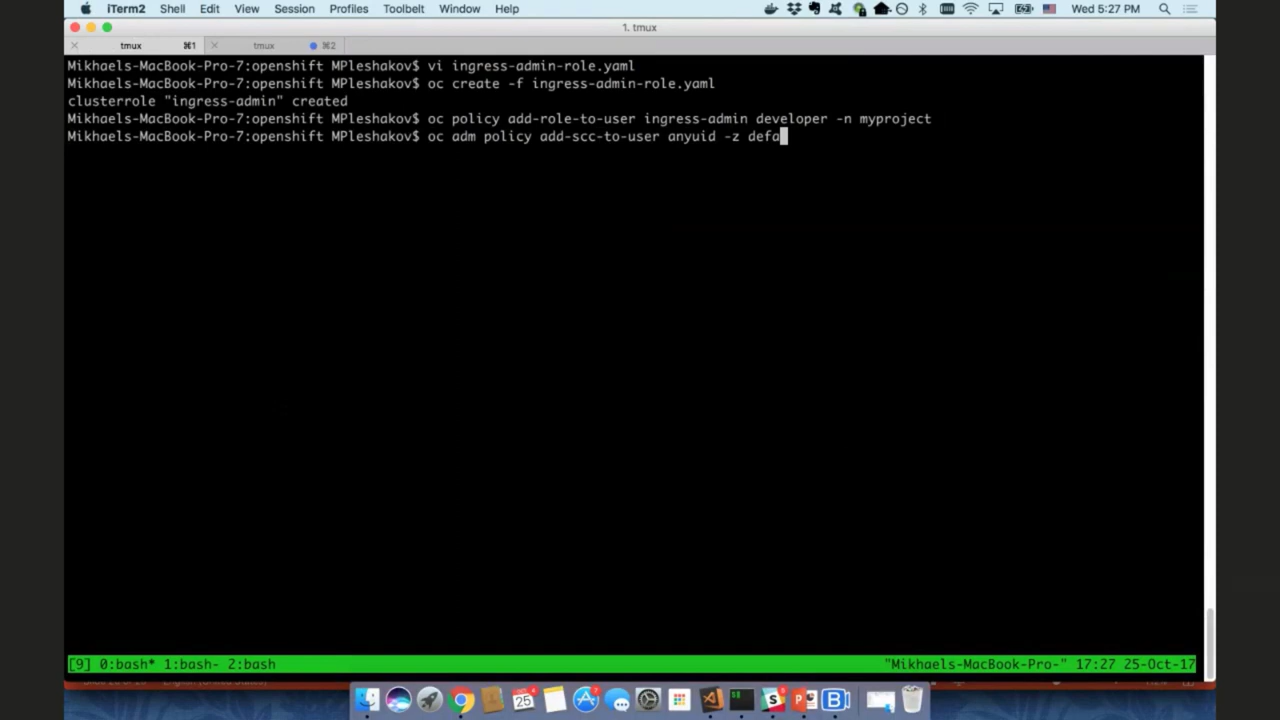 iTerm2 Shell Edit View Session Profiles Toolbelt Window Help Wed 5:27 PM
1. tmux
tmux ⌘1 tmux ⌘2
Mikhaels-MacBook-Pro-7:openshift MPleshakov$ vi ingress-admin-role.yaml
Mikhaels-MacBook-Pro-7:openshift MPleshakov$ oc create -f ingress-admin-role.yaml
clusterrole "ingress-admin" created
Mikhaels-MacBook-Pro-7:openshift MPleshakov$ oc policy add-role-to-user ingress-admin developer -n myproject
Mikhaels-MacBook-Pro-7:openshift MPleshakov$ oc adm policy add-scc-to-user anyuid -z defa
[9] 0:bash* 1:bash- 2:bash "Mikhaels-MacBook-Pro-" 17:27 25-Oct-17